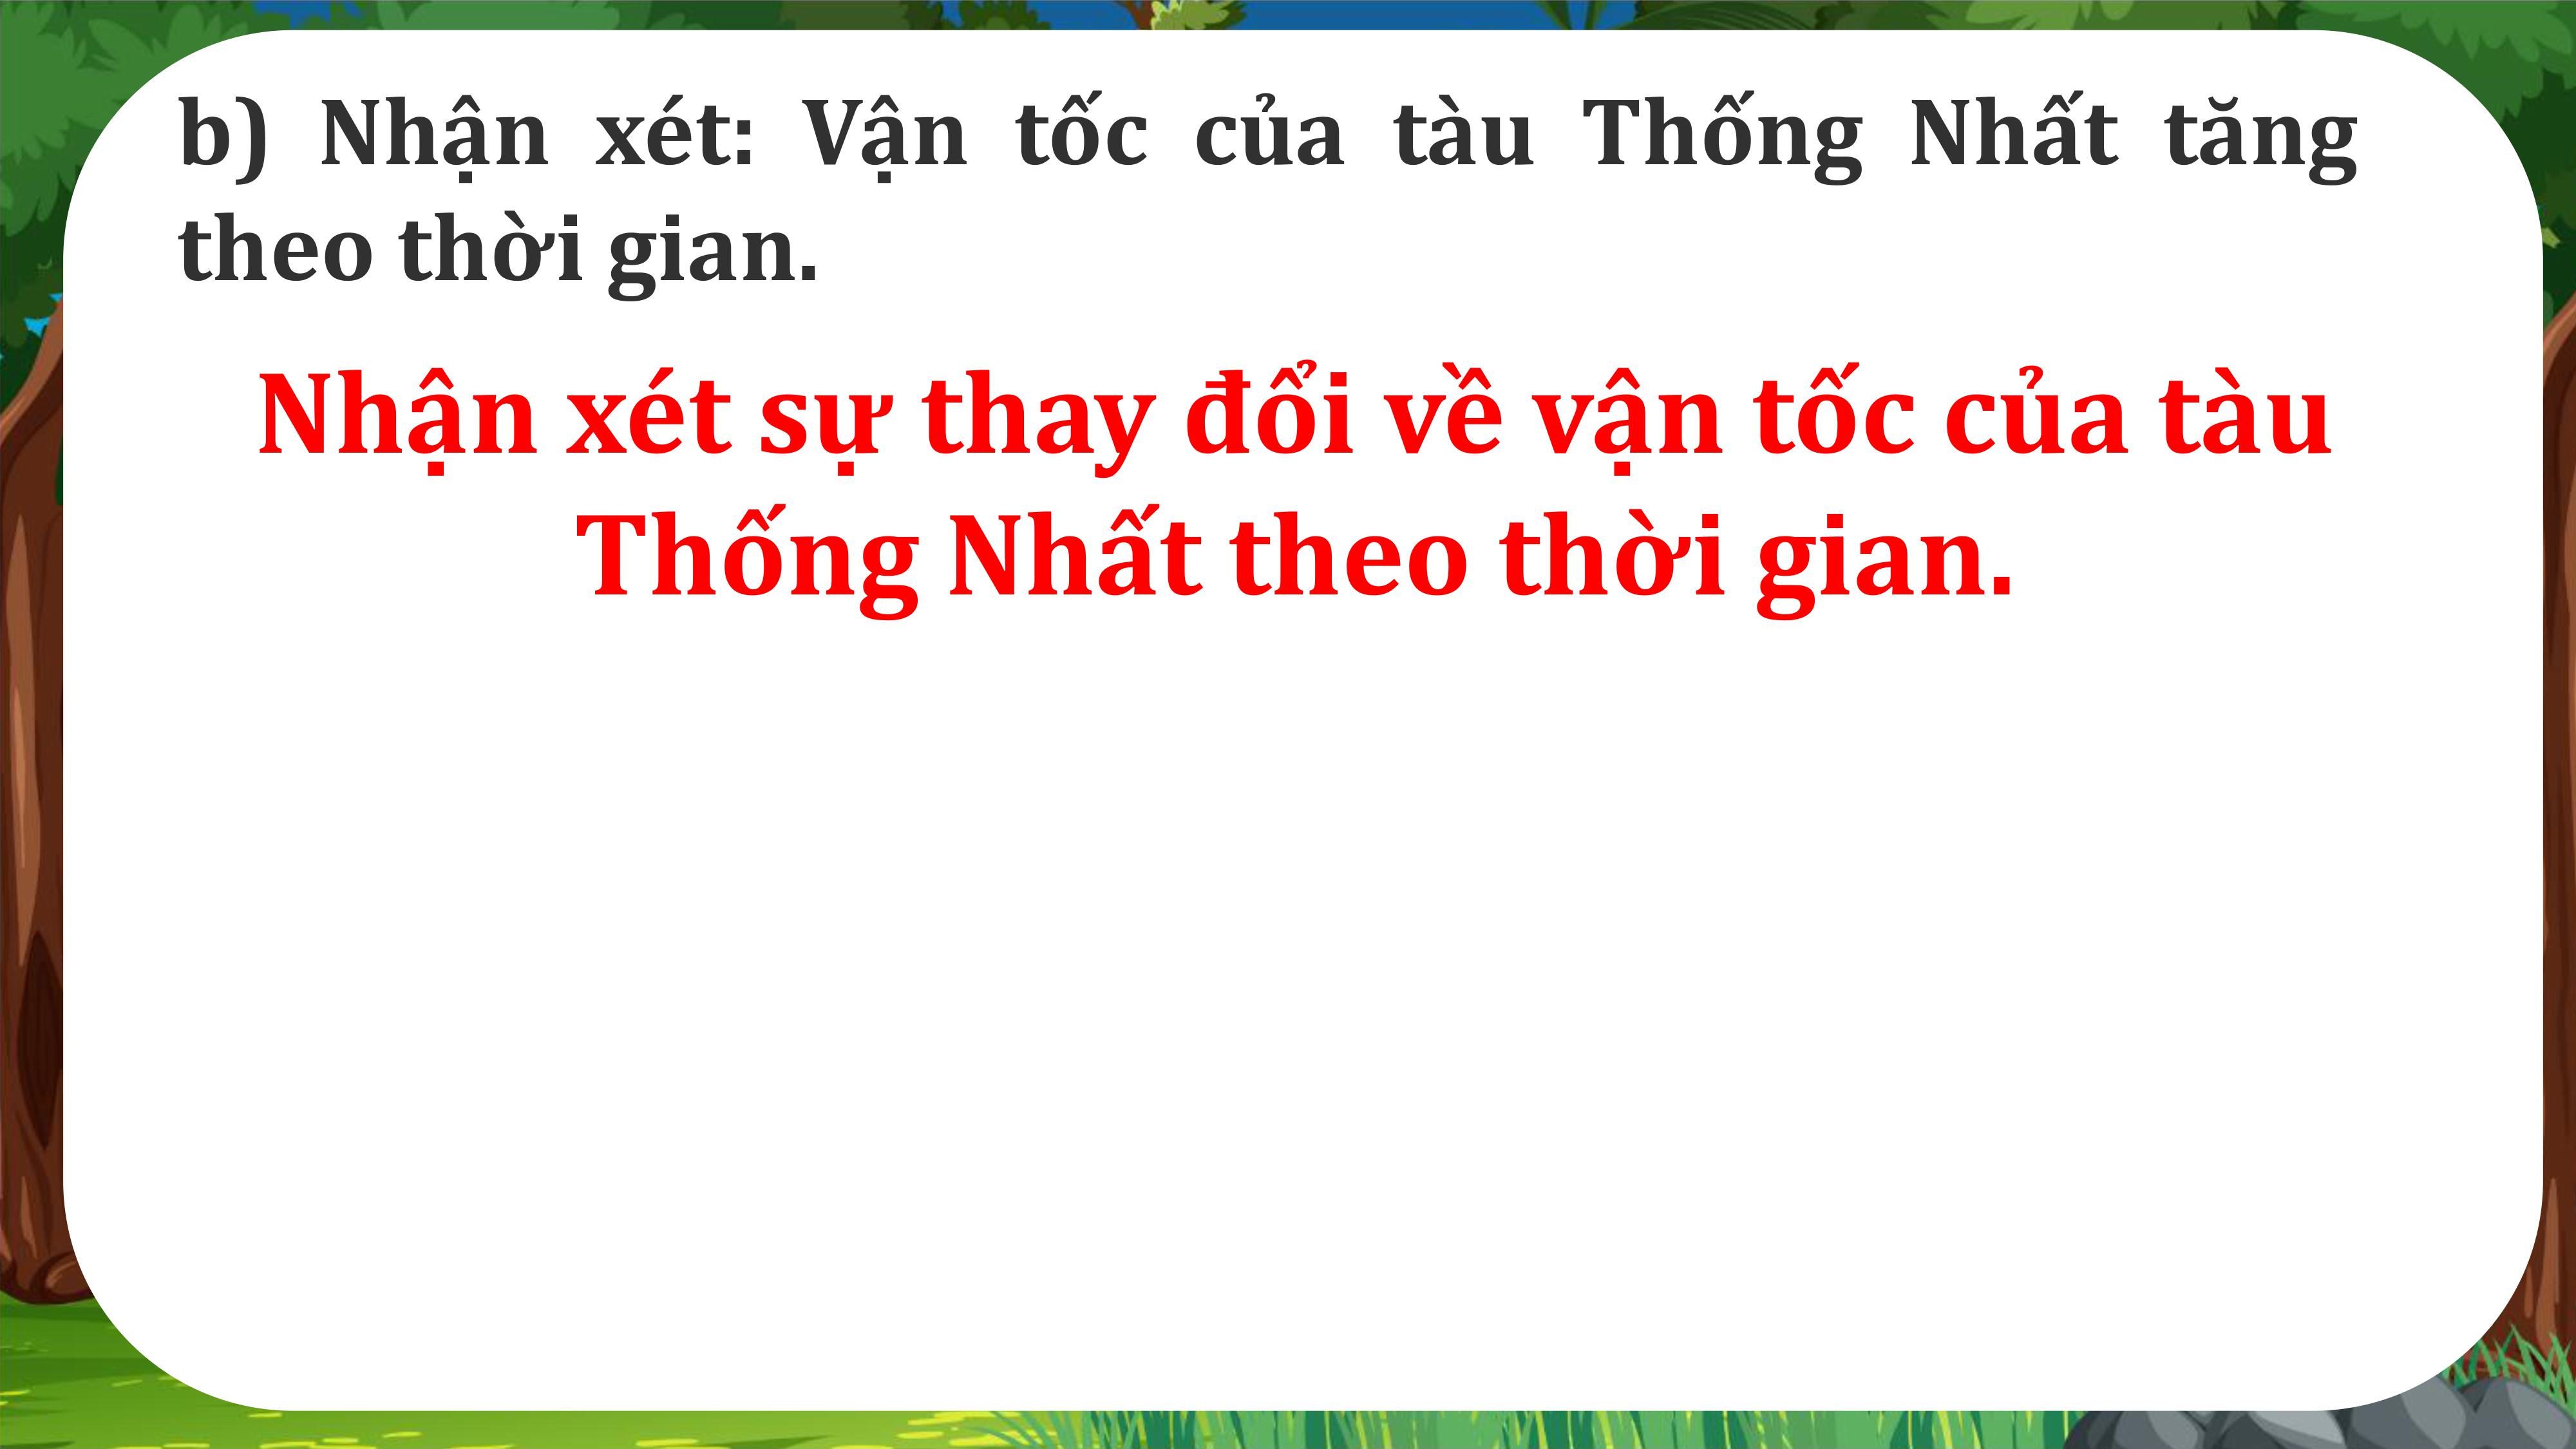 b) Nhận xét: Vận tốc của tàu Thống Nhất tăng
theo thời gian.
Nhận xét sự thay đổi về vận tốc của tàu
Thống Nhất theo thời gian.